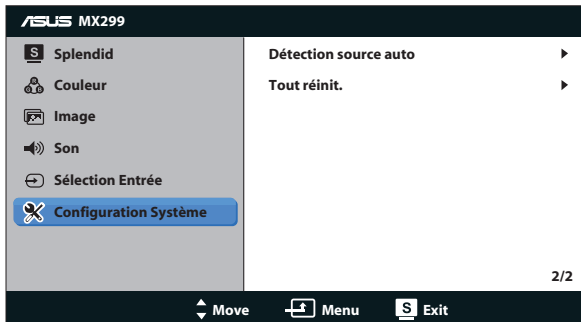 ASUS MX299
S Splendid
Couleur
Image
Son
Sélection Entrée
Configuration Système
Détection source auto
Tout réinit.
2/2
Move Menu S Exit